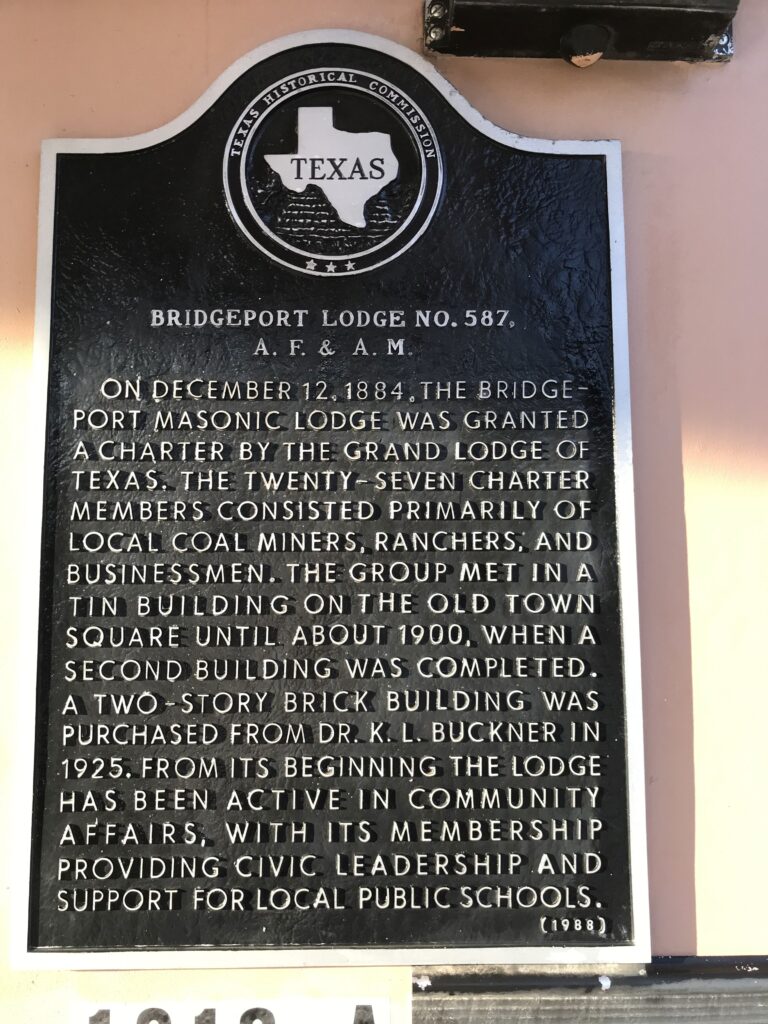 TEXAS HISTORICAL COMMISSION
TEXAS
BRIDGEPORT LODGE NO. 587,
A. F. & A. M.
ON DECEMBER 12, 1884, THE BRIDGE-
PORT MASONIC LODGE WAS GRANTED
A CHARTER BY THE GRAND LODGE OF
TEXAS. THE TWENTY-SEVEN CHARTER
MEMBERS CONSISTED PRIMARILY OF
LOCAL COAL MINERS, RANCHERS, AND
BUSINESSMEN. THE GROUP MET IN A
TIN BUILDING ON THE OLD TOWN
SQUARE UNTIL ABOUT 1900, WHEN A
SECOND BUILDING WAS COMPLETED.
A TWO-STORY BRICK BUILDING WAS
PURCHASED FROM DR. K. L. BUCKNER IN
1925. FROM ITS BEGINNING THE LODGE
HAS BEEN ACTIVE IN COMMUNITY
AFFAIRS, WITH ITS MEMBERSHIP
PROVIDING CIVIC LEADERSHIP AND
SUPPORT FOR LOCAL PUBLIC SCHOOLS.
(1988)